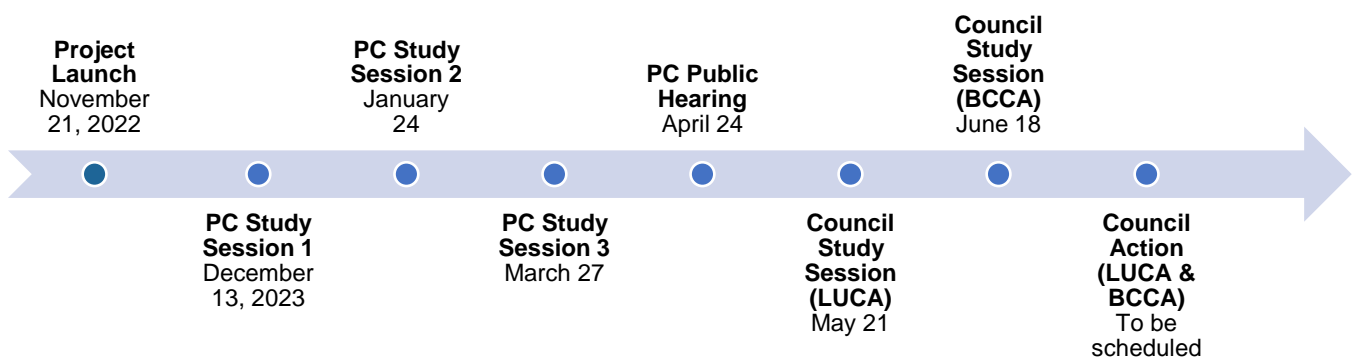 Project
Launch
November
21, 2022
PC Study
Session 1
December
13, 2023
PC Study
Session 2
January
24
PC Study
Session 3
March 27
PC Public
Hearing
April 24
Council
Study
Session
(LUCA)
May 21
Council
Study
Session
(BCCA)
June 18
Council
Action
(LUCA &
BCCA)
To be
scheduled